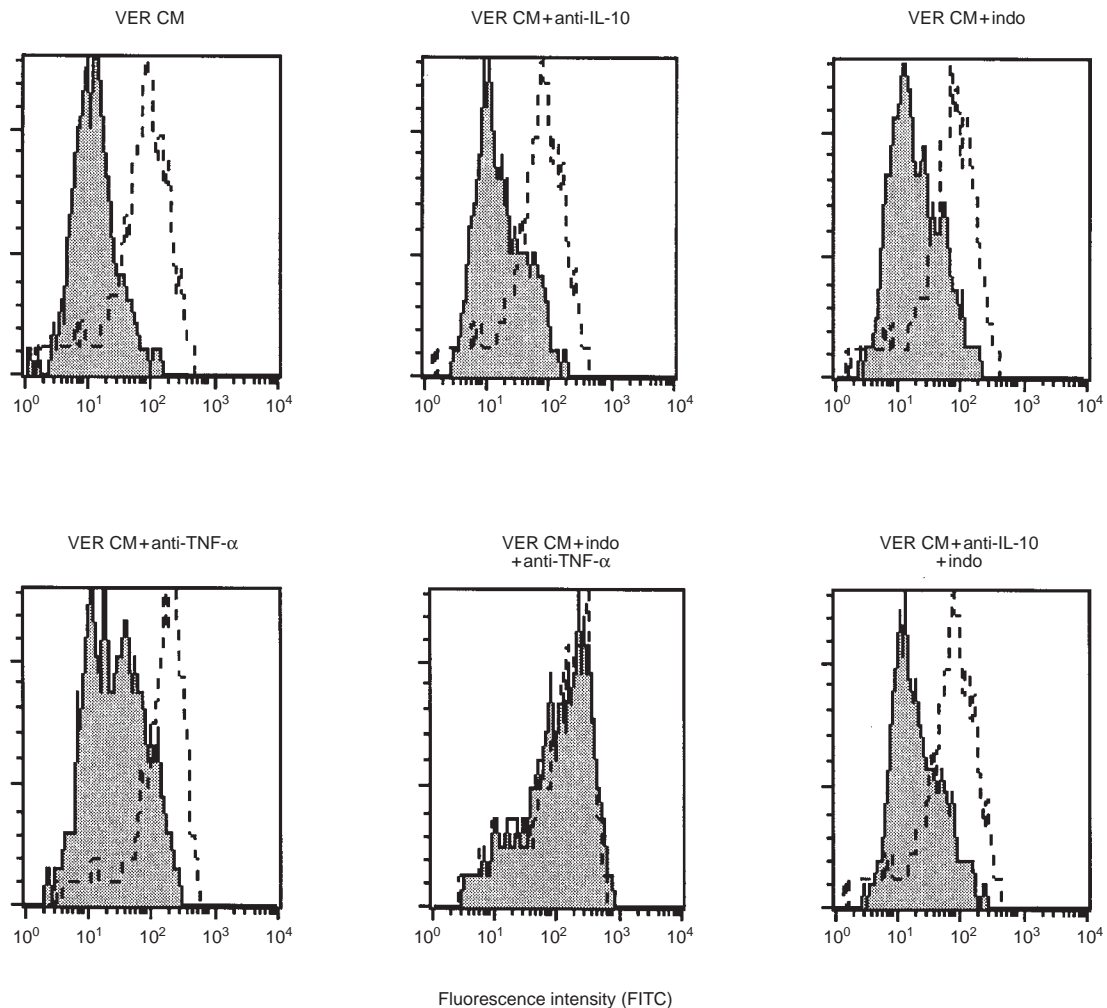 VER CM
VER CM+anti-IL-10
VER CM+indo
10⁰ 10¹ 10² 10³ 10⁴
10⁰ 10¹ 10² 10³ 10⁴
10⁰ 10¹ 10² 10³ 10⁴
VER CM+anti-TNF-α
VER CM+indo
+anti-TNF-α
VER CM+anti-IL-10
+indo
10⁰ 10¹ 10² 10³ 10⁴
10⁰ 10¹ 10² 10³ 10⁴
10⁰ 10¹ 10² 10³ 10⁴
Fluorescence intensity (FITC)